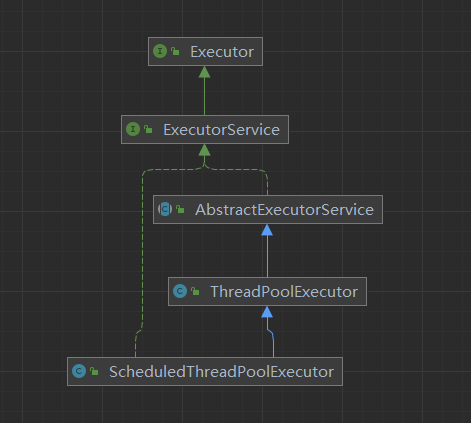 Executor
ExecutorService
AbstractExecutorService
ThreadPoolExecutor
ScheduledThreadPoolExecutor